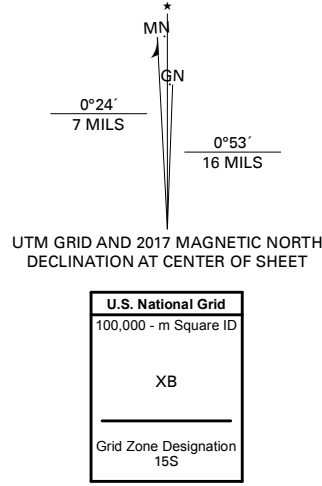 ★
MN
GN
0°24´
7 MILS
0°53´
16 MILS
UTM GRID AND 2017 MAGNETIC NORTH
DECLINATION AT CENTER OF SHEET
U.S. National Grid
100,000 - m Square ID
XB
Grid Zone Designation
15S